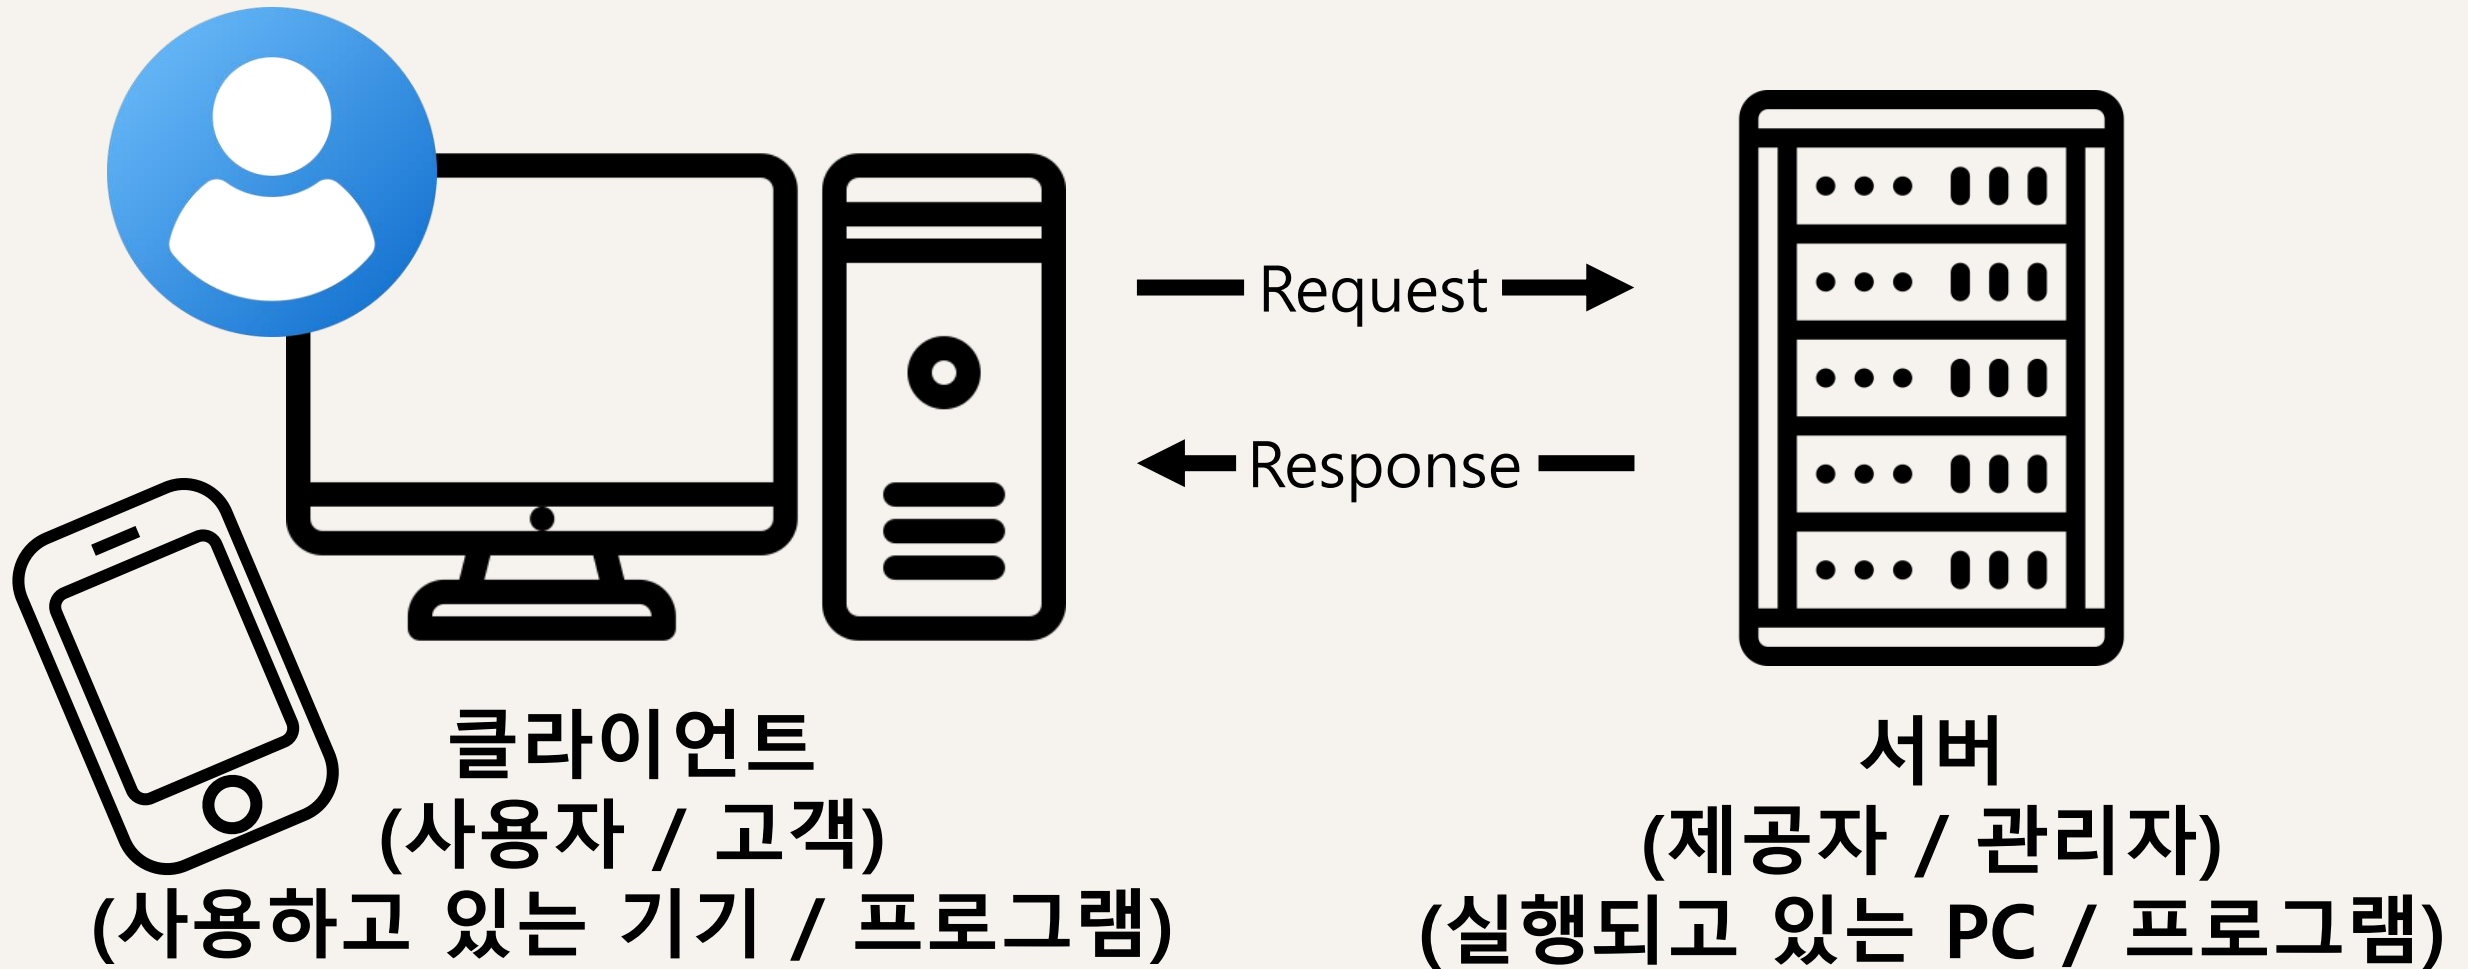 Request
Response
클라이언트
(사용자 / 고객)
(사용하고 있는 기기 / 프로그램)
서버
(제공자 / 관리자)
(실행되고 있는 PC / 프로그램)